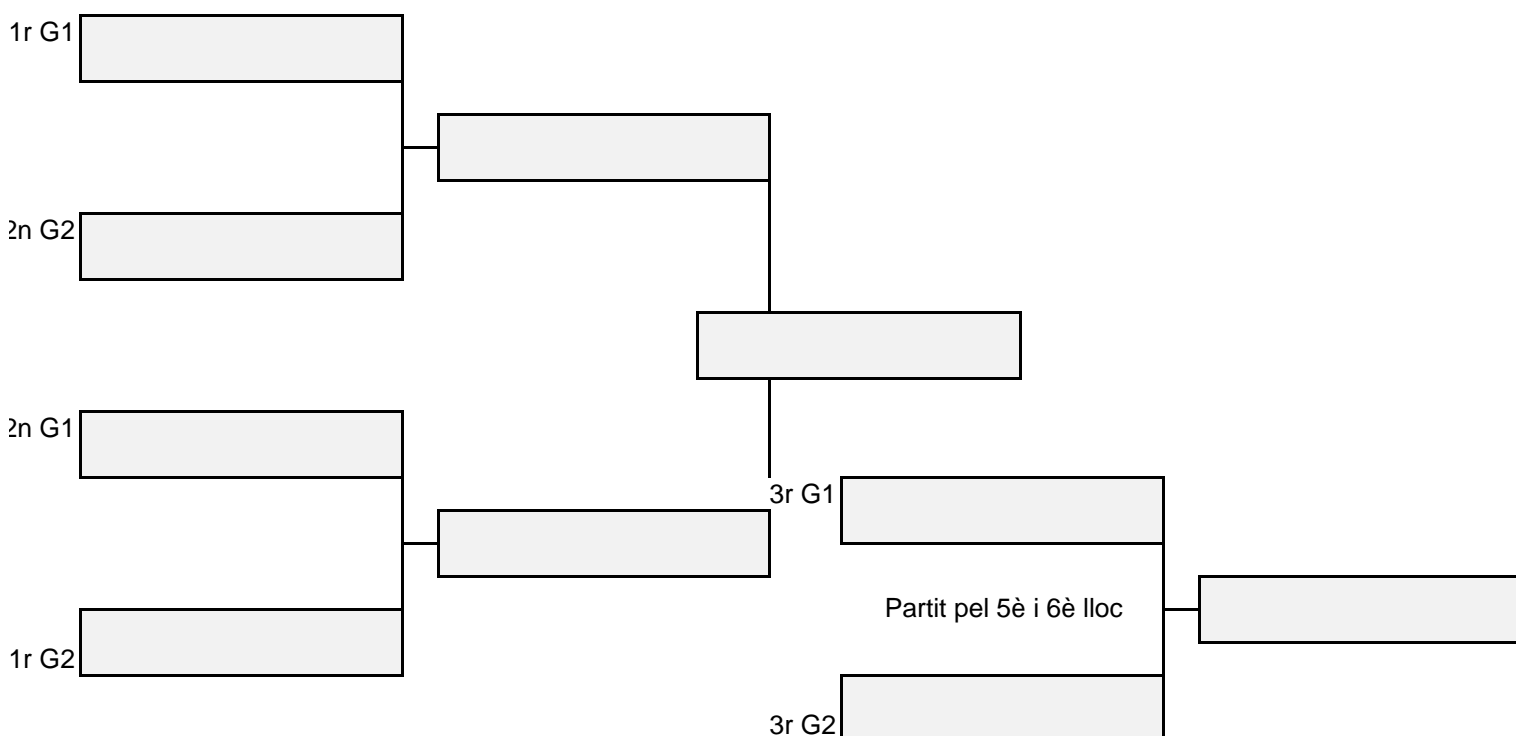 1r G1
2n G2
2n G1
1r G2
3r G1
Partit pel 5è i 6è lloc
3r G2